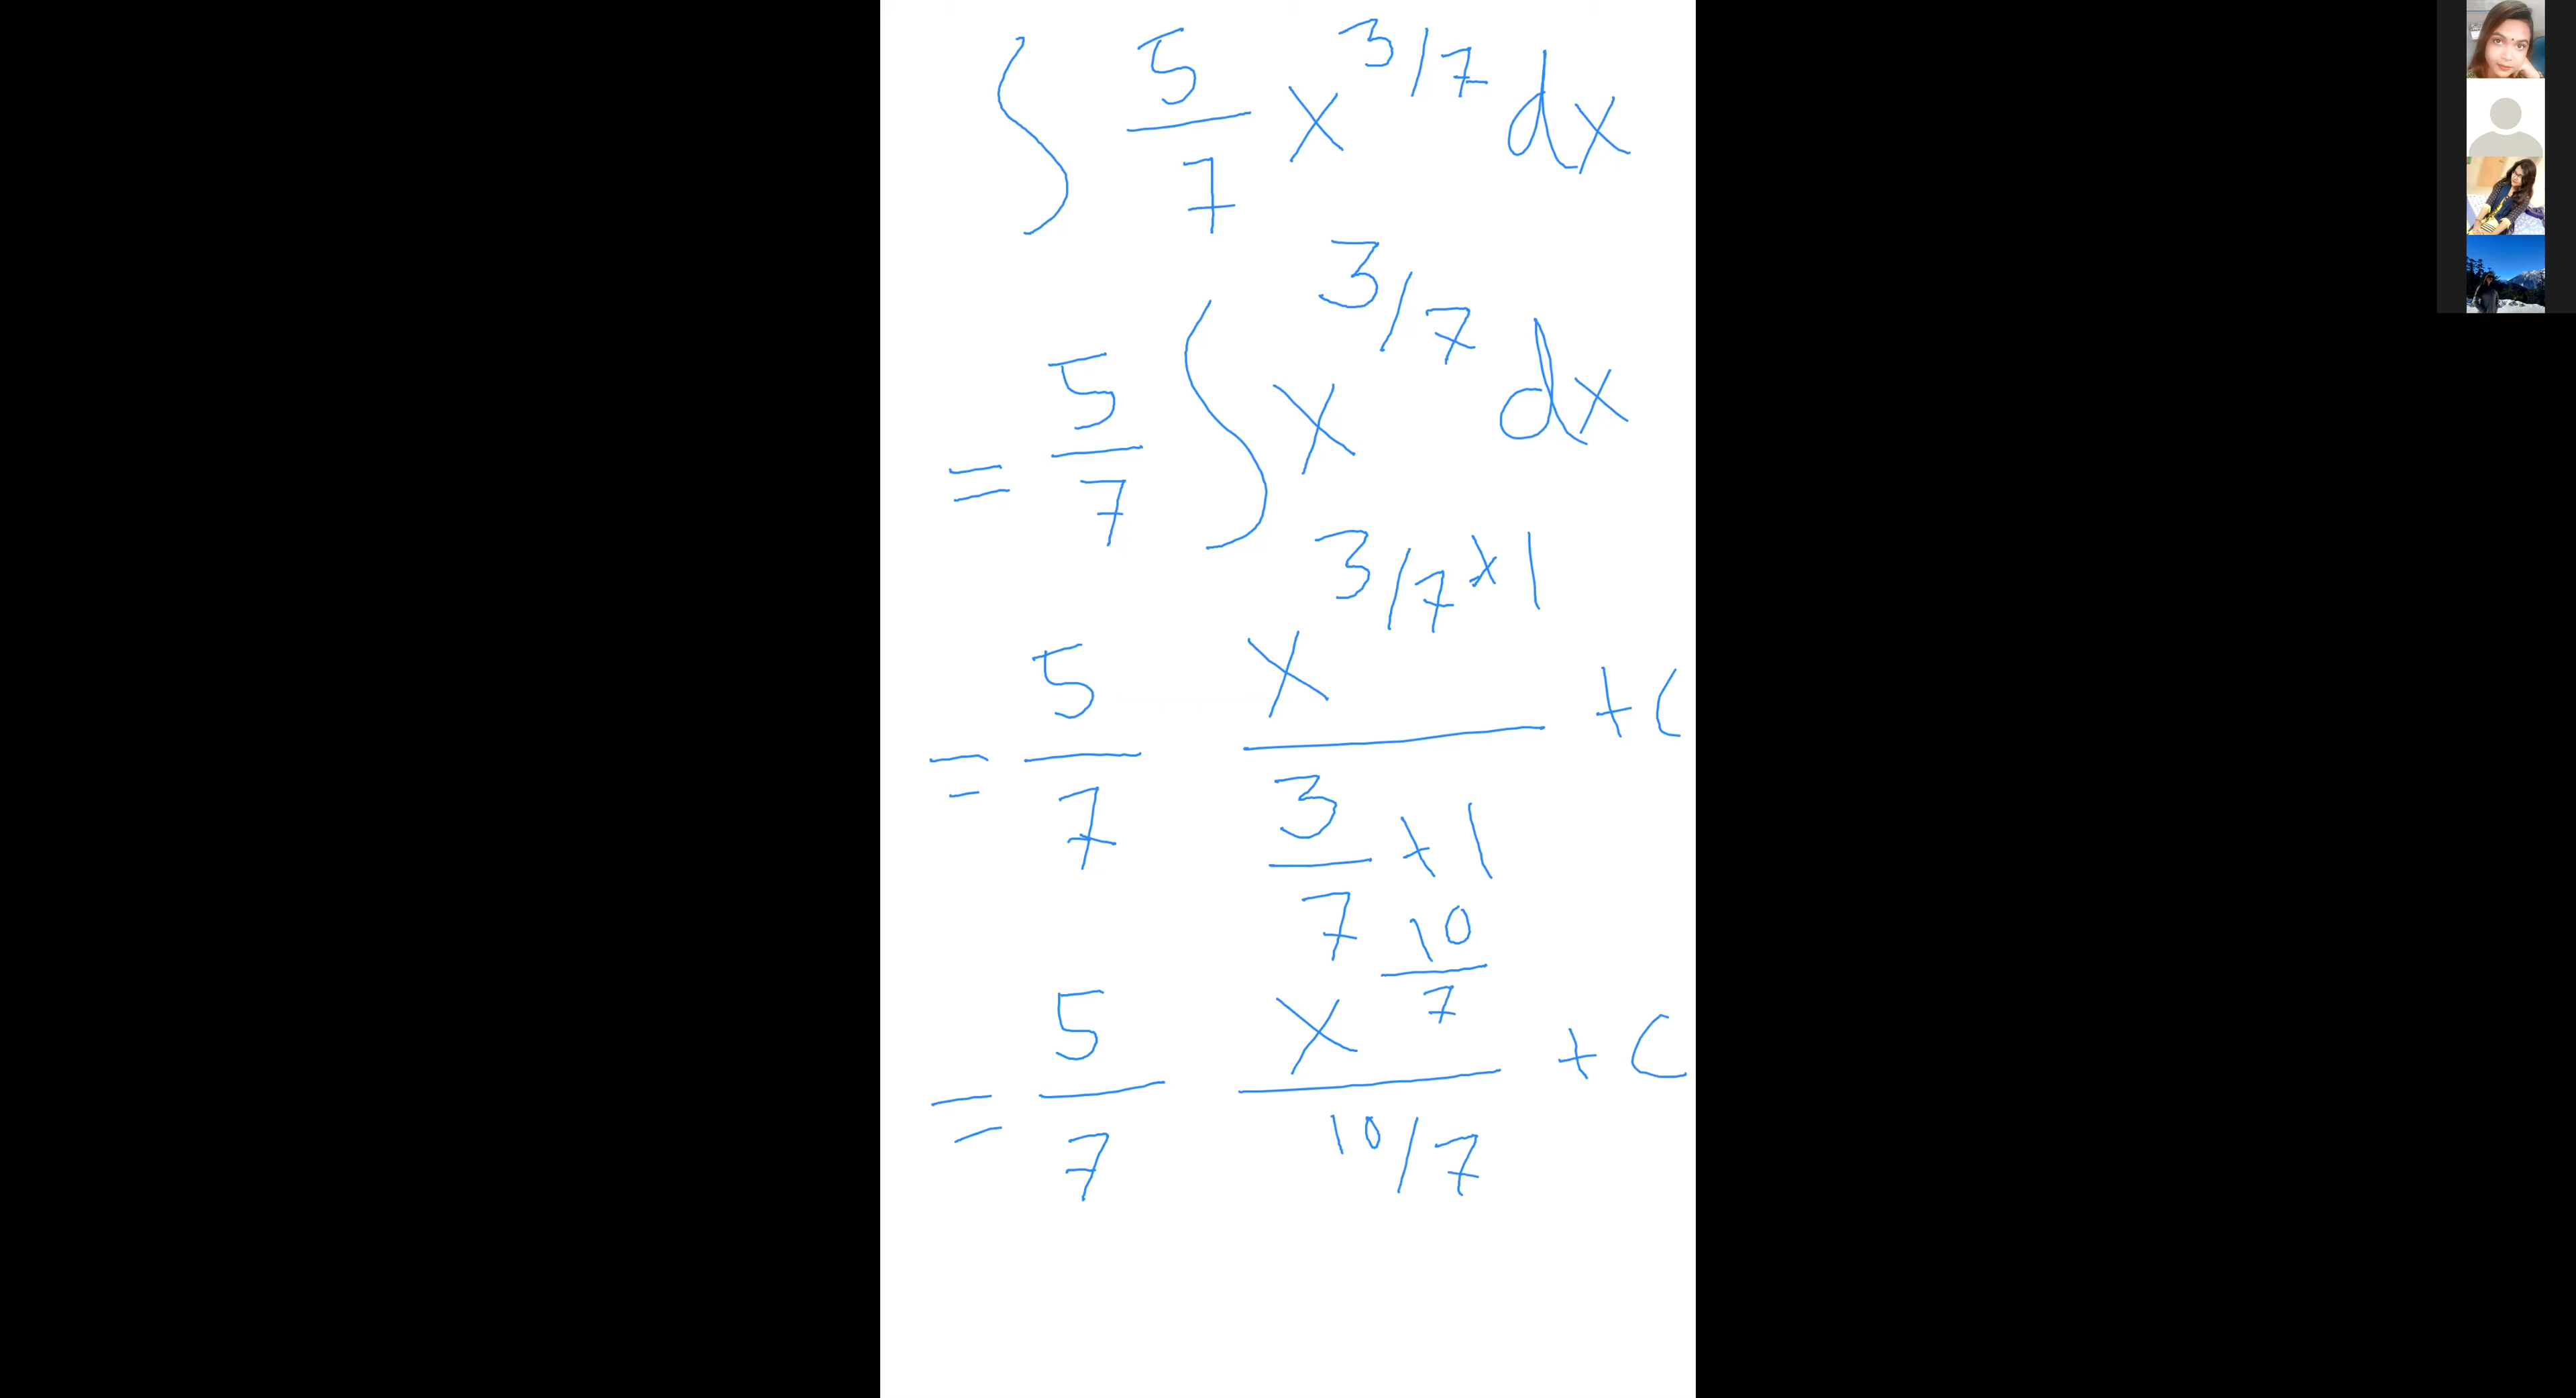 ∫ 5/7 x^3/7 dx
= 5/7 ∫ x^3/7 dx
= 5/7 x^3/7+1 / 3/7 +1 + C
= 5/7 x^10/7 / 10/7 + C